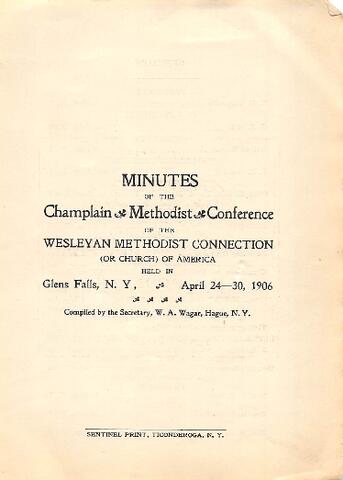 MINUTES
OF THE
Champlain Methodist Conference
OF THE
WESLEYAN METHODIST CONNECTION
(OR CHURCH) OF AMERICA
HELD IN
Glens Falls, N. Y, April 24—30, 1906
Compiled by the Secretary, W. A. Wagar, Hague, N. Y.
SENTINEL PRINT, TICONDEROGA, N. Y.